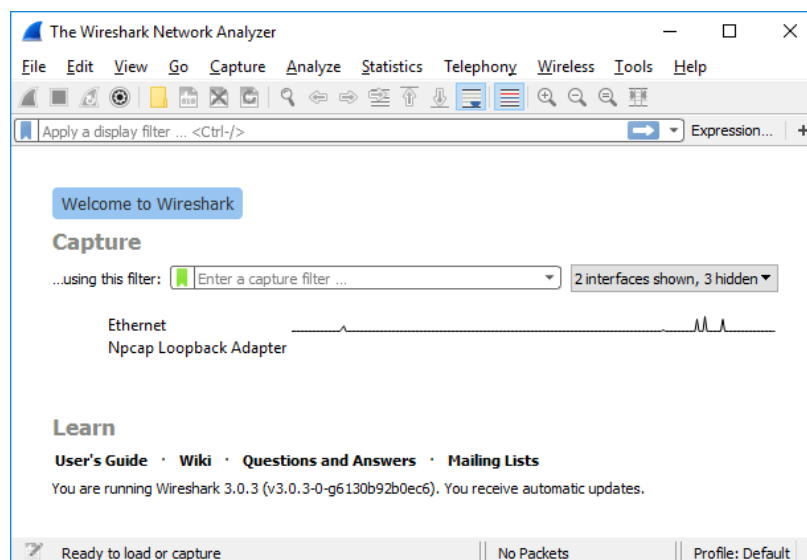 The Wireshark Network Analyzer
File Edit View Go Capture Analyze Statistics Telephony Wireless Tools Help
Apply a display filter ... <Ctrl-/> Expression... +
Welcome to Wireshark
Capture
...using this filter: Enter a capture filter ... 2 interfaces shown, 3 hidden
Ethernet
Npcap Loopback Adapter
Learn
User's Guide · Wiki · Questions and Answers · Mailing Lists
You are running Wireshark 3.0.3 (v3.0.3-0-g6130b92b0ec6). You receive automatic updates.
Ready to load or capture No Packets Profile: Default